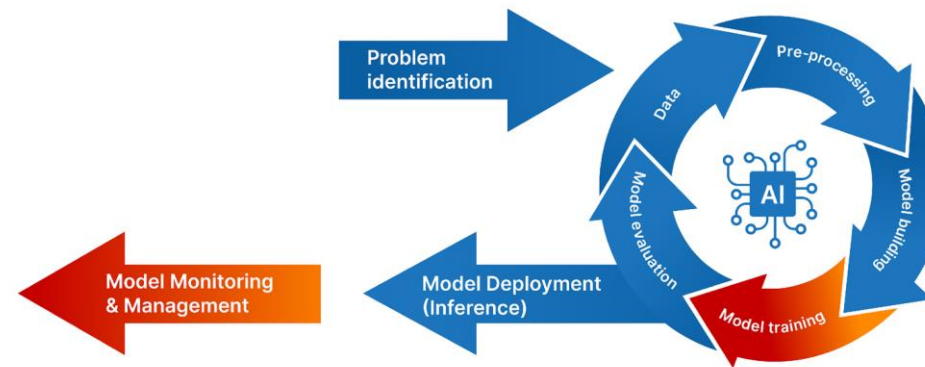 Problem
identification
Data
Pre-processing
Model building
Model training
Model evaluation
AI
Model Deployment
(Inference)
Model Monitoring
& Management